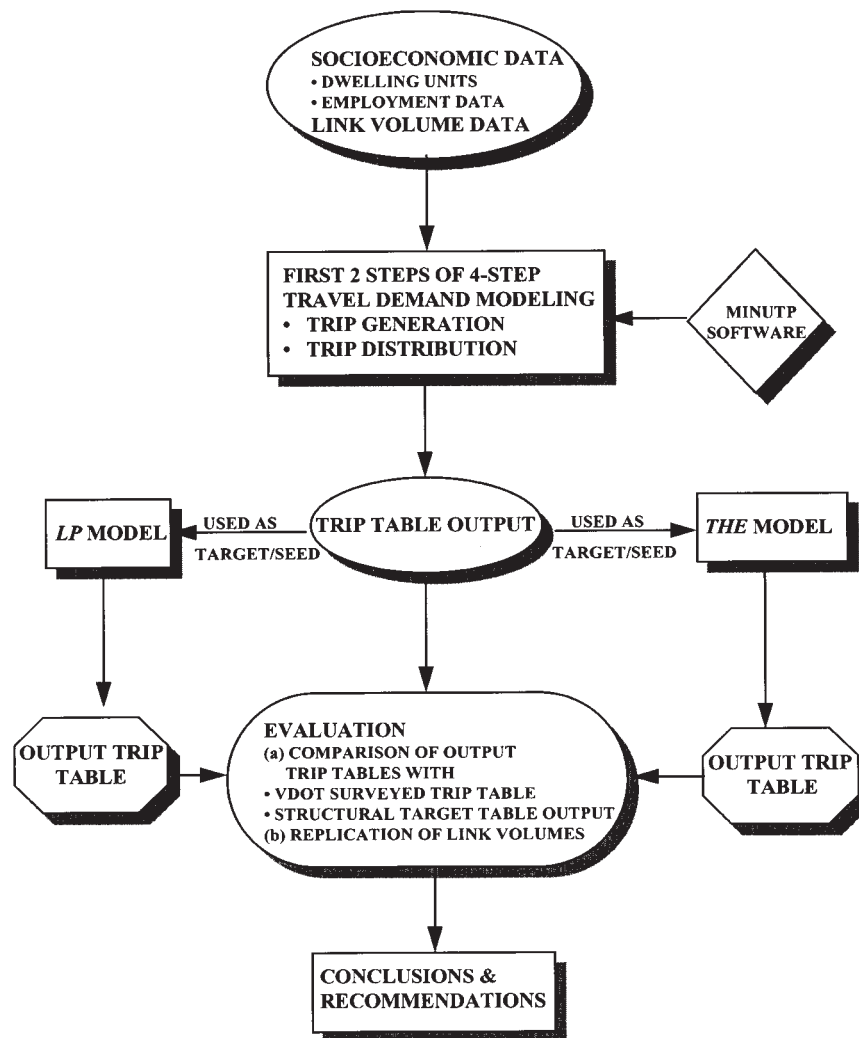 SOCIOECONOMIC DATA
• DWELLING UNITS
• EMPLOYMENT DATA
LINK VOLUME DATA
FIRST 2 STEPS OF 4-STEP
TRAVEL DEMAND MODELING
• TRIP GENERATION
• TRIP DISTRIBUTION
MINUTP
SOFTWARE
LP MODEL
USED AS
TARGET/SEED
TRIP TABLE OUTPUT
USED AS
TARGET/SEED
THE MODEL
OUTPUT TRIP
TABLE
EVALUATION
(a) COMPARISON OF OUTPUT
TRIP TABLES WITH
• VDOT SURVEYED TRIP TABLE
• STRUCTURAL TARGET TABLE OUTPUT
(b) REPLICATION OF LINK VOLUMES
OUTPUT TRIP
TABLE
CONCLUSIONS &
RECOMMENDATIONS